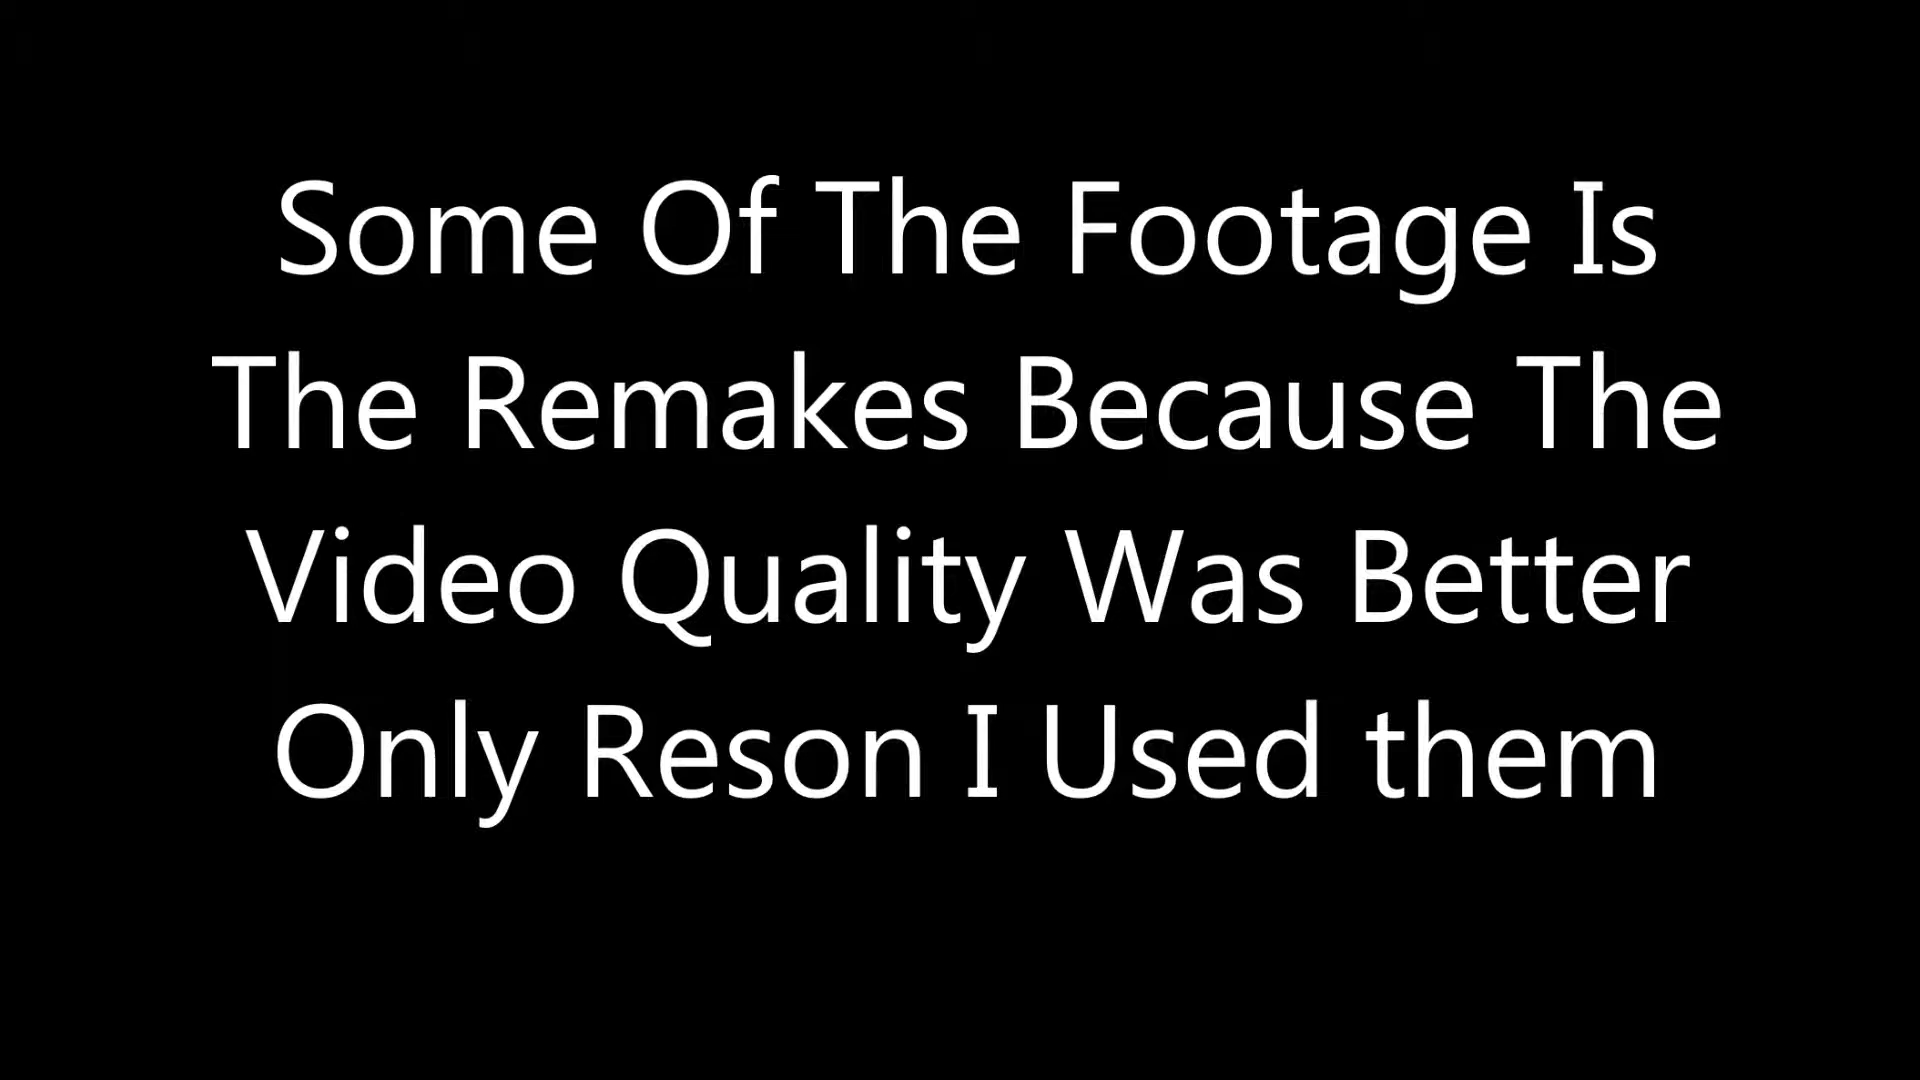 Some Of The Footage Is
The Remakes Because The
Video Quality Was Better
Only Reson I Used them